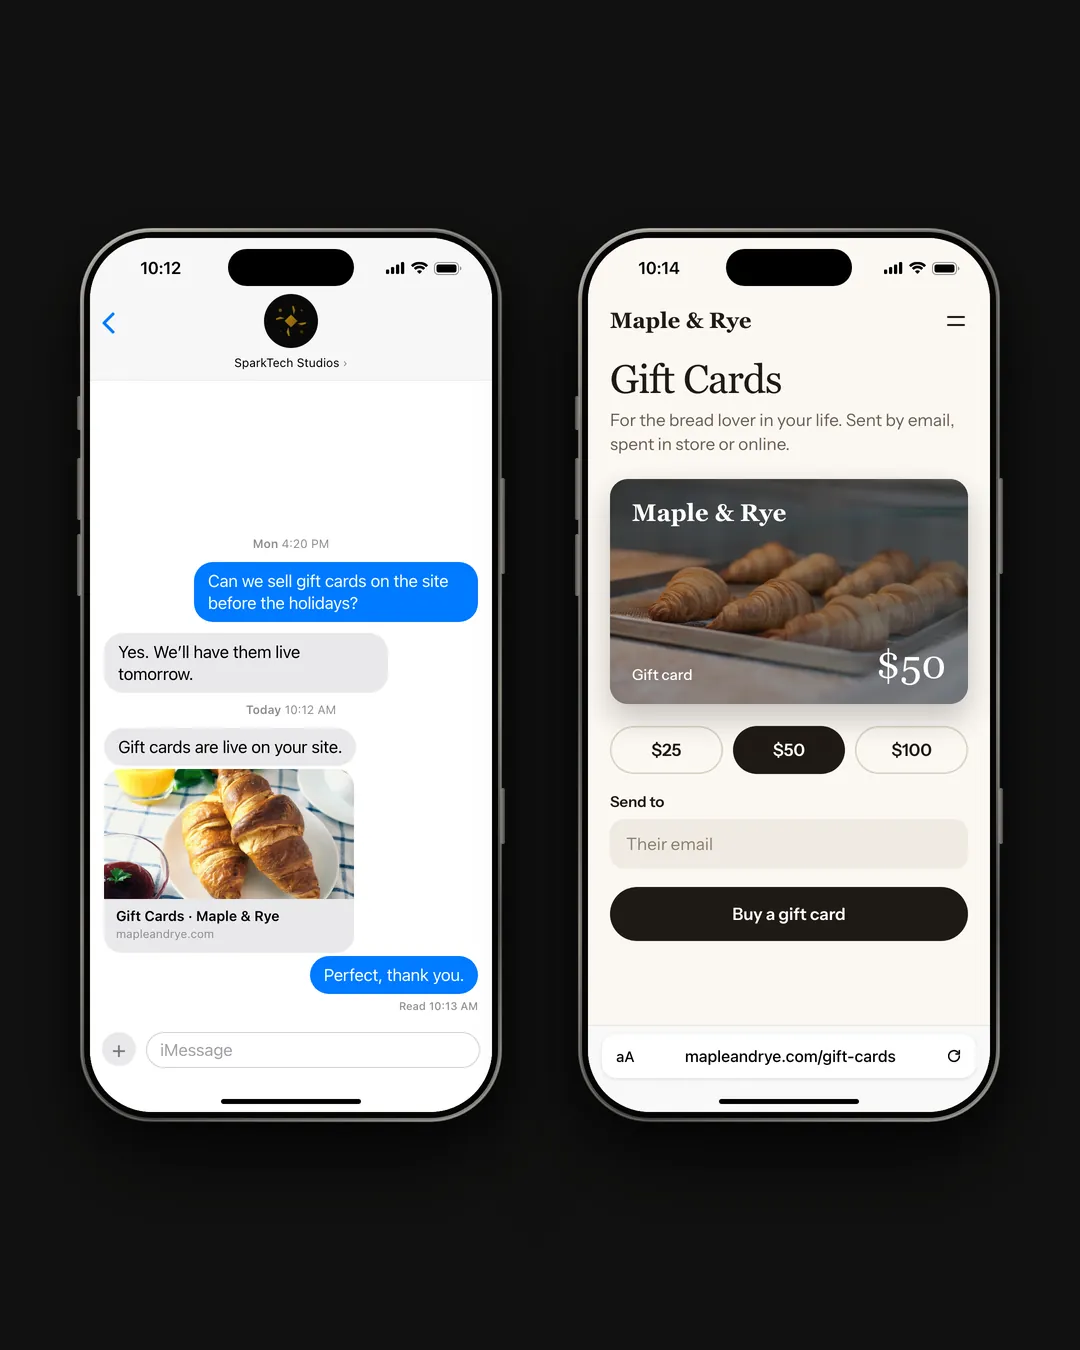 10:12
SparkTech Studios ›
Mon 4:20 PM
Can we sell gift cards on the site
before the holidays?
Yes. We’ll have them live
tomorrow.
Today 10:12 AM
Gift cards are live on your site.
Gift Cards · Maple & Rye
mapleandrye.com
Perfect, thank you.
Read 10:13 AM
+
iMessage
10:14
Maple & Rye
Gift Cards
For the bread lover in your life. Sent by email,
spent in store or online.
Maple & Rye
Gift card
$50
$25
$50
$100
Send to
Their email
Buy a gift card
aA
mapleandrye.com/gift-cards